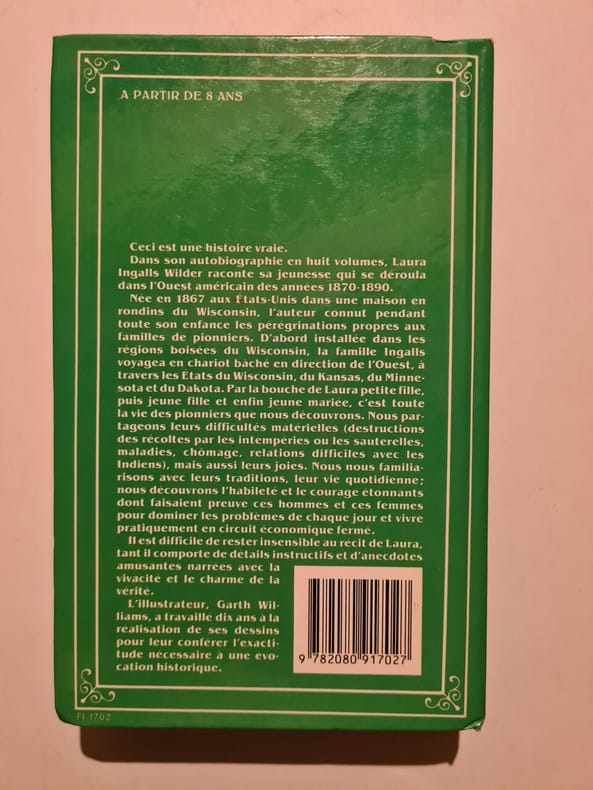 A PARTIR DE 8 ANS
Ceci est une histoire vraie.
Dans son autobiographie en huit volumes, Laura
Ingalls Wilder raconte sa jeunesse qui se déroula
dans l'Ouest américain des années 1870-1890.
Née en 1867 aux États-Unis dans une maison en
rondins du Wisconsin, l'auteur connut pendant
toute son enfance les pérégrinations propres aux
familles de pionniers. D'abord installée dans les
régions boisées du Wisconsin, la famille Ingalls
voyagea en chariot bâché en direction de l'Ouest, à
travers les États du Wisconsin, du Kansas, du Minne-
sota et du Dakota. Par la bouche de Laura petite fille,
puis jeune fille et enfin jeune mariée, c'est toute
la vie des pionniers que nous découvrons. Nous par-
tageons leurs difficultés matérielles (destructions
des récoltes par les intempéries ou les sauterelles,
maladies, chômage, relations difficiles avec les
Indiens), mais aussi leurs joies. Nous nous familia-
risons avec leurs traditions, leur vie quotidienne;
nous découvrons l'habileté et le courage étonnants
dont faisaient preuve ces hommes et ces femmes
pour dominer les problèmes de chaque jour et vivre
pratiquement en circuit économique fermé.
Il est difficile de rester insensible au récit de Laura,
tant il comporte de détails instructifs et d'anecdotes
amusantes narrées avec la
vivacité et le charme de la
vérité.
L'illustrateur, Garth Wil-
liams, a travaillé dix ans à la
réalisation de ses dessins
pour leur conférer l'exacti-
tude nécessaire à une évo-
cation historique.
9 782080 917027
FI 1702